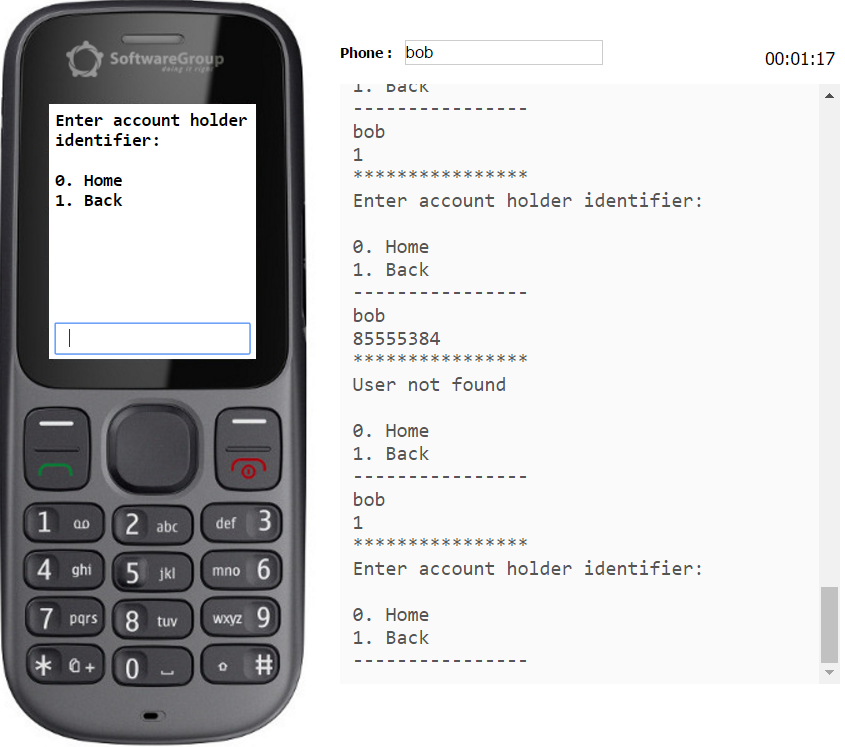 SoftwareGroup
doing it right
Enter account holder
identifier:
0. Home
1. Back
1
2 abc
def 3
4 ghi
5 jkl
mno 6
7 pqrs
8 tuv
wxyz 9
* +
0
#
Phone: bob
00:01:17
1. Back
----------------
bob
1
****************
Enter account holder identifier:
0. Home
1. Back
----------------
bob
85555384
****************
User not found
0. Home
1. Back
----------------
bob
1
****************
Enter account holder identifier:
0. Home
1. Back
----------------